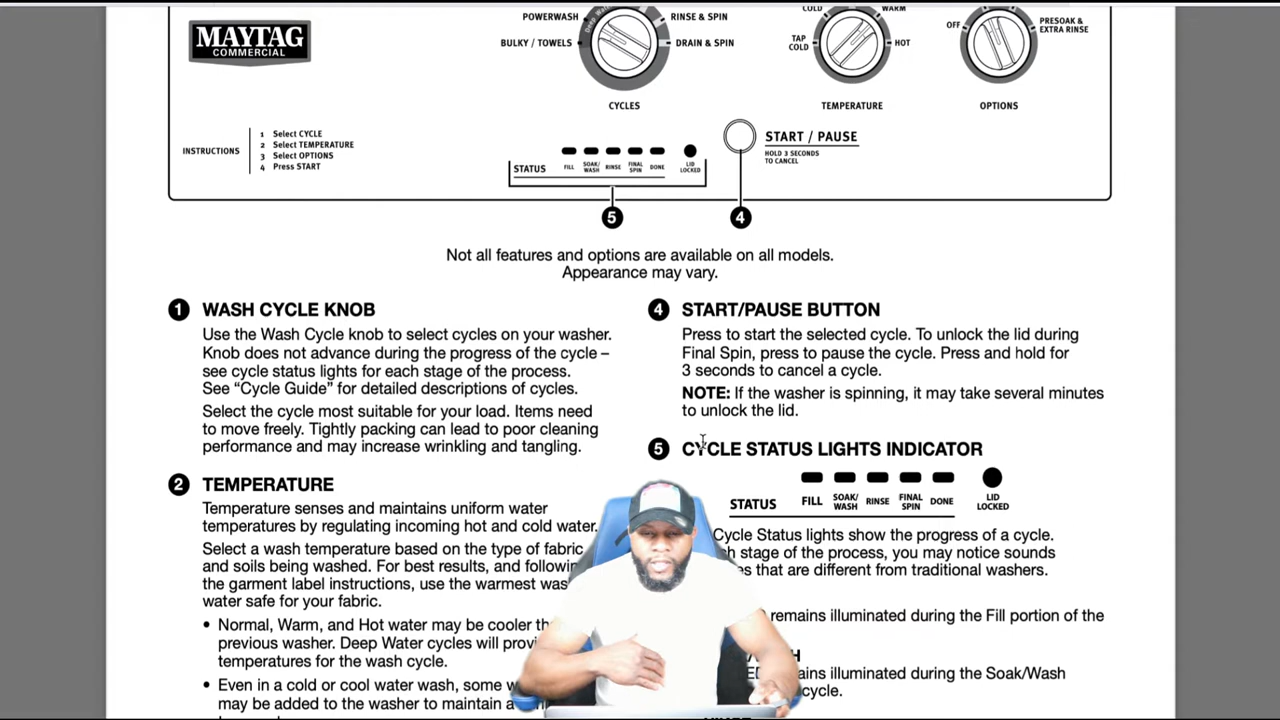 MAYTAG
COMMERCIAL
POWERWASH
BULKY / TOWELS
RINSE & SPIN
DRAIN & SPIN
CYCLES
COLD
WARM
TAP
COLD
HOT
TEMPERATURE
OFF
PRESOAK &
EXTRA RINSE
OPTIONS
INSTRUCTIONS
1 Select CYCLE
2 Select TEMPERATURE
3 Select OPTIONS
4 Press START
STATUS
FILL
SOAK/
WASH
RINSE
FINAL
SPIN
DONE
LID
LOCKED
START / PAUSE
HOLD 3 SECONDS
TO CANCEL
5
4
Not all features and options are available on all models.
Appearance may vary.
1 WASH CYCLE KNOB
Use the Wash Cycle knob to select cycles on your washer.
Knob does not advance during the progress of the cycle –
see cycle status lights for each stage of the process.
See “Cycle Guide” for detailed descriptions of cycles.
Select the cycle most suitable for your load. Items need
to move freely. Tightly packing can lead to poor cleaning
performance and may increase wrinkling and tangling.
2 TEMPERATURE
Temperature senses and maintains uniform water
temperatures by regulating incoming hot and cold water.
Select a wash temperature based on the type of fabric
and soils being washed. For best results, and
the garment label instructions, use the warmest
water safe for your fabric.
• Normal, Warm, and Hot water may be cooler
previous washer. Deep Water cycles will
temperatures for the wash cycle.
• Even in a cold or cool water wash, some
may be added to the washer to maintain a
4 START/PAUSE BUTTON
Press to start the selected cycle. To unlock the lid during
Final Spin, press to pause the cycle. Press and hold for
3 seconds to cancel a cycle.
NOTE: If the washer is spinning, it may take several minutes
to unlock the lid.
5 CYCLE STATUS LIGHTS INDICATOR
STATUS
FILL
SOAK/
WASH
RINSE
FINAL
SPIN
DONE
LID
LOCKED
Cycle Status lights show the progress of a cycle.
stage of the process, you may notice sounds
that are different from traditional washers.
remains illuminated during the Fill portion of the
illuminated during the Soak/Wash
cycle.